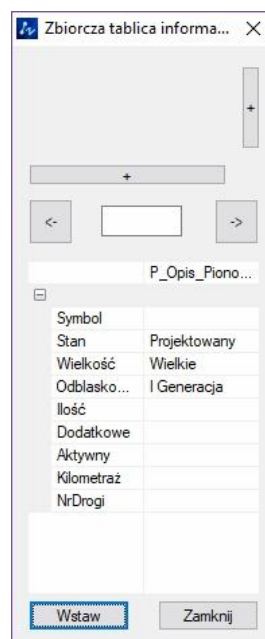 Zbiorcza tablica informa...
+
+
<- ->
P_Opis_Piono...
Symbol
Stan Projektowany
Wielkość Wielkie
Odblasko... I Generacja
Ilość
Dodatkowe
Aktywny
Kilometraż
NrDrogi
Wstaw Zamknij